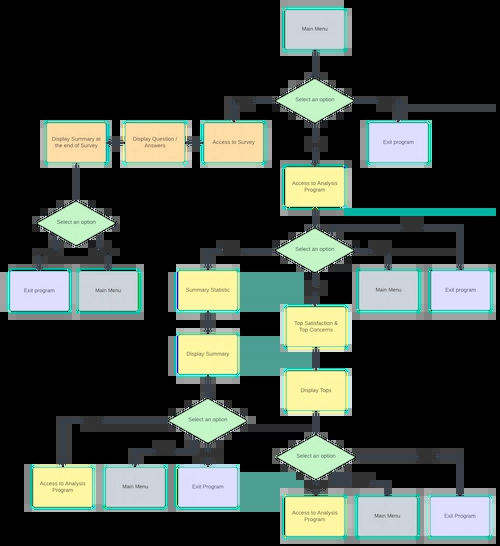 Main Menu
Select an option
Display Summary at
the end of Survey
Display Question /
Answers
Access to Survey
Exit program
Access to Analysis
Program
Select an option
Select an option
Exit program
Main Menu
Summary Statistic
Main Menu
Exit program
Top Satisfaction &
Top Concerns
Display Summary
Display Tops
Select an option
Select an option
Access to Analysis
Program
Main Menu
Exit Program
Access to Analysis
Program
Main Menu
Exit Program